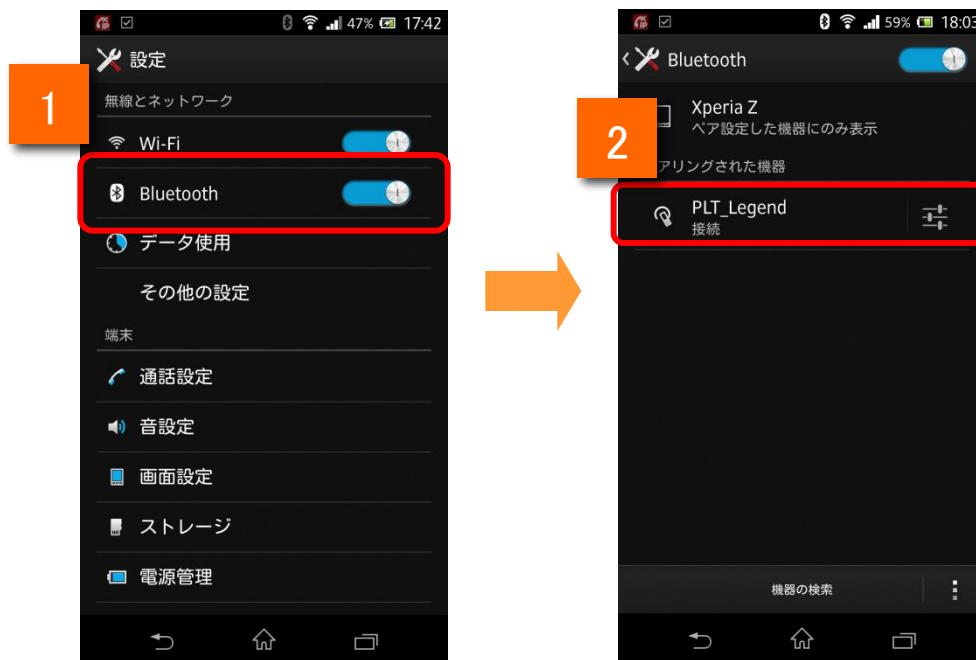 47% 17:42
設定
1
無線とネットワーク
Wi-Fi
Bluetooth
データ使用
その他の設定
端末
通話設定
音設定
画面設定
ストレージ
電源管理
59% 18:03
Bluetooth
Xperia Z
ペア設定した機器にのみ表示
2
アリングされた機器
PLT_Legend
接続
機器の検索